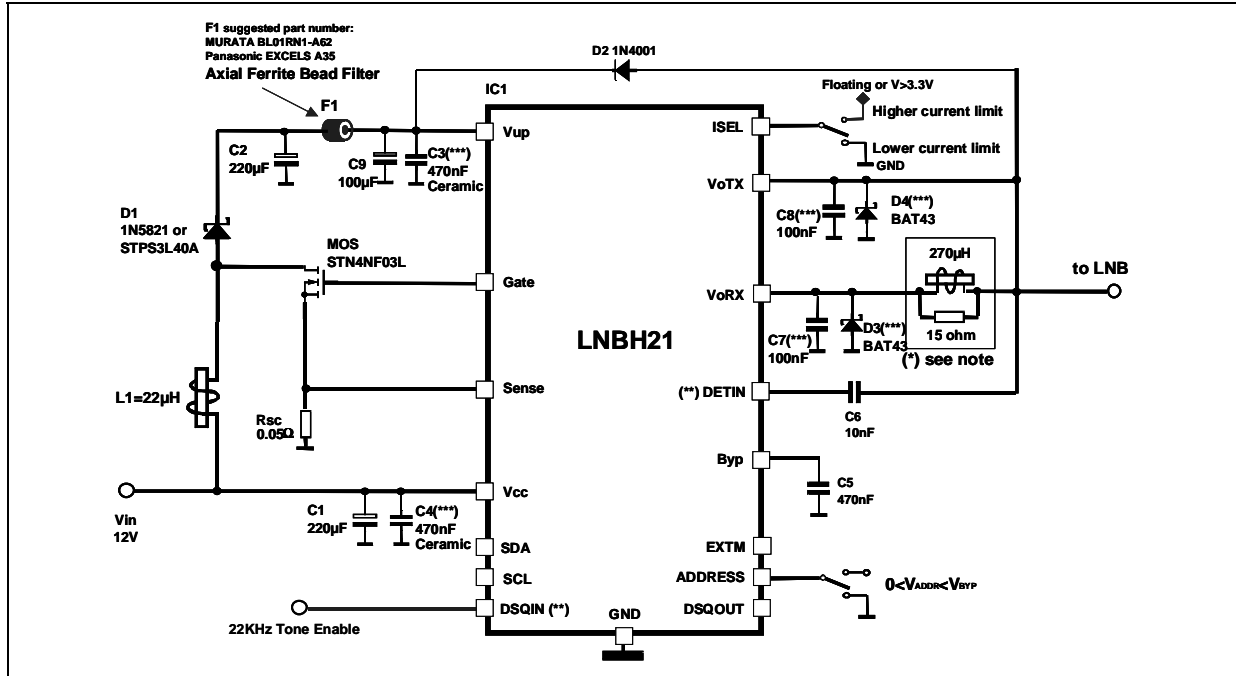 F1 suggested part number:
MURATA BL01RN1-A62
Panasonic EXCELS A35
Axial Ferrite Bead Filter
F1
C
D2 1N4001
IC1
Vup
C2
220µF
C9
100µF
C3(***)
470nF
Ceramic
D1
1N5821 or
STPS3L40A
MOS
STN4NF03L
Gate
L1=22µH
Sense
Rsc
0.05Ω
Vin
12V
Vcc
C1
220µF
C4(***)
470nF
Ceramic
SDA
SCL
DSQIN (**)
22KHz Tone Enable
GND
LNBH21
ISEL
Floating or V>3.3V
Higher current limit
Lower current limit
GND
VoTX
C8(***)
100nF
D4(***)
BAT43
270µH
15 ohm
(*) see note
to LNB
VoRX
C7(***)
100nF
D3(***)
BAT43
(**) DETIN
C6
10nF
Byp
C5
470nF
EXTM
ADDRESS
0<VADDR<VBYP
DSQOUT